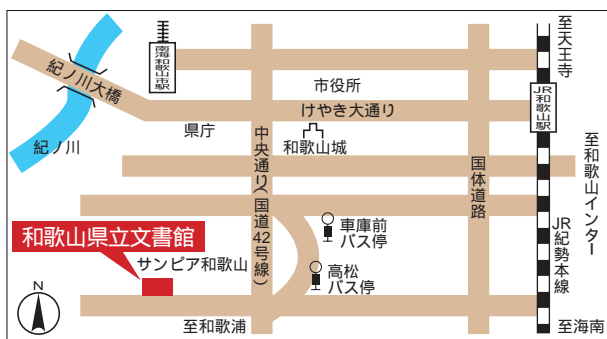 至天王寺
南海和歌山市駅
紀ノ川大橋
市役所
JR和歌山駅
けやき大通り
県庁
紀ノ川
和歌山城
中央通り(国道42号線)
国体道路
至和歌山インター
車庫前
バス停
和歌山県立文書館
サンピア和歌山
高松
バス停
JR紀勢本線
N
至和歌浦
至海南